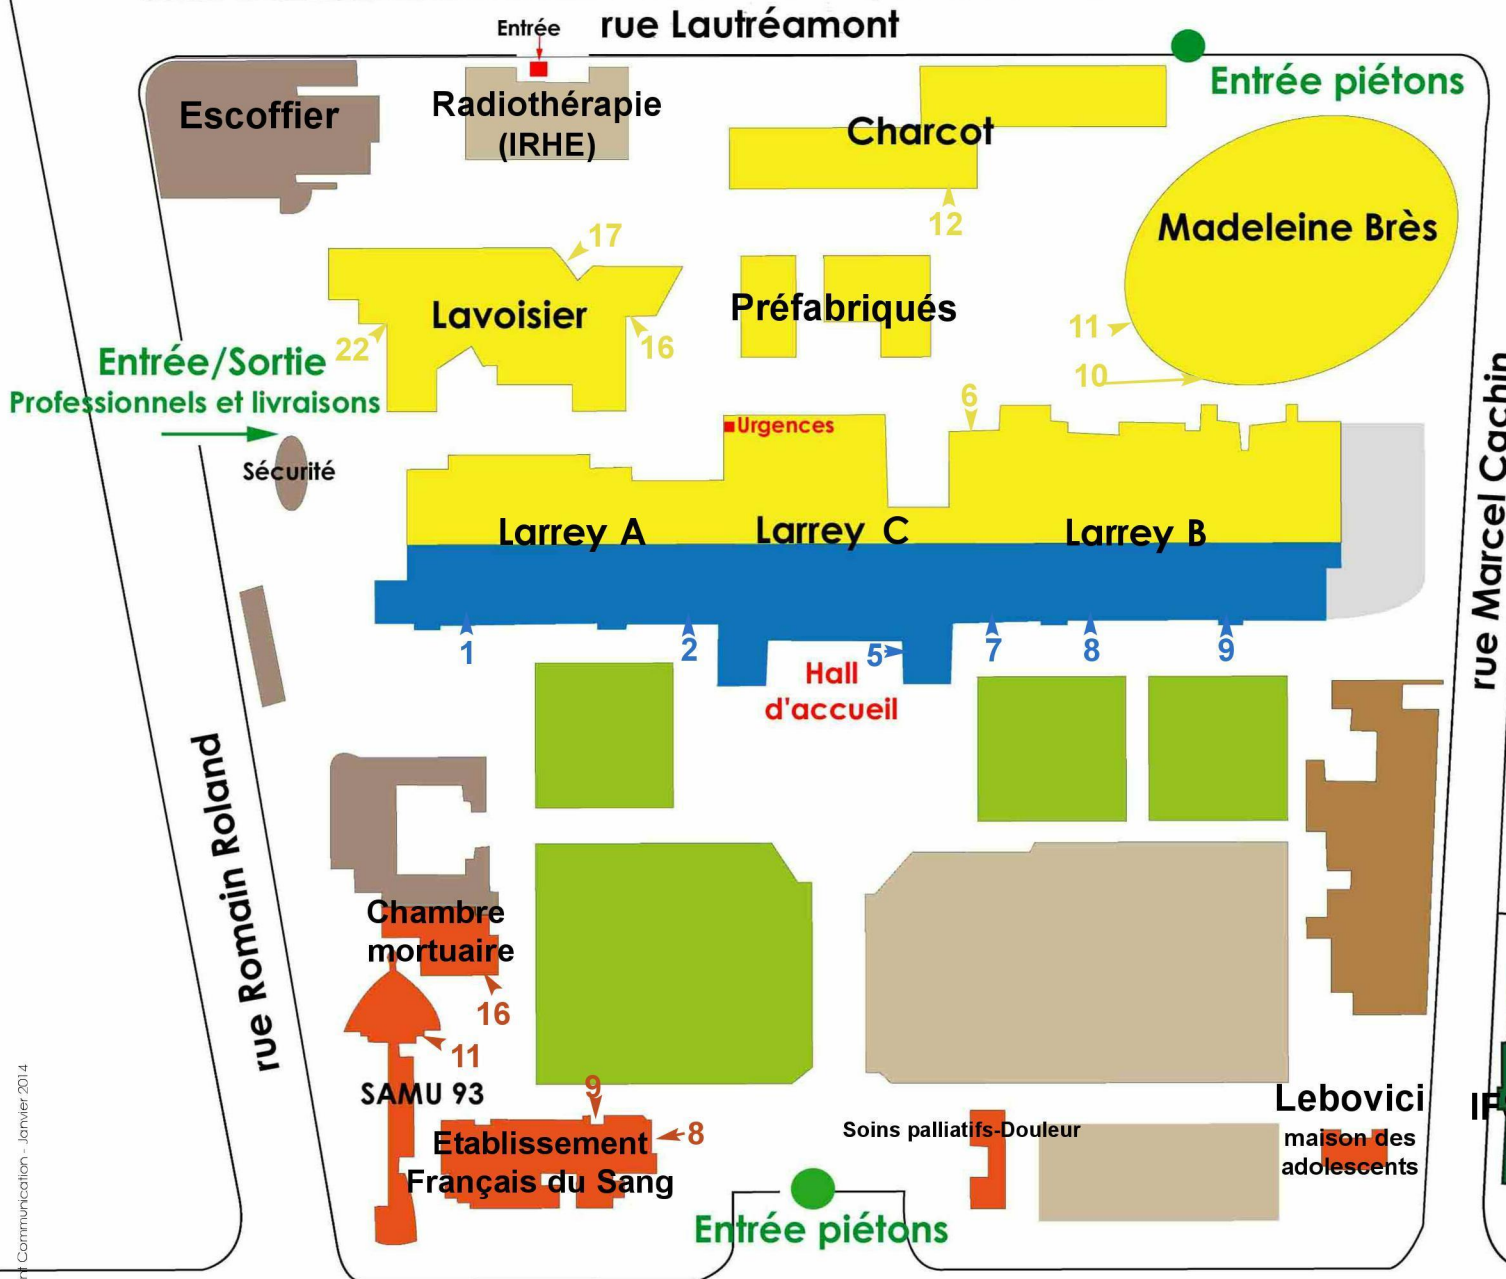 rue Lautréamont
Entrée
Entrée piétons
Escoffier
Radiothérapie
(IRHE)
Charcot
12
Madeleine Brès
17
Lavoisier
22
16
Préfabriqués
11
10
6
Entrée/Sortie
Professionnels et livraisons
Sécurité
Urgences
Larrey A
Larrey C
Larrey B
1
2
5
7
8
9
Hall
d'accueil
rue Marcel Cachin
rue Romain Roland
Chambre
mortuaire
16
11
SAMU 93
9
8
Etablissement
Français du Sang
Soins palliatifs-Douleur
Lebovici
maison des
adolescents
Entrée piétons
Communication - Janvier 2014